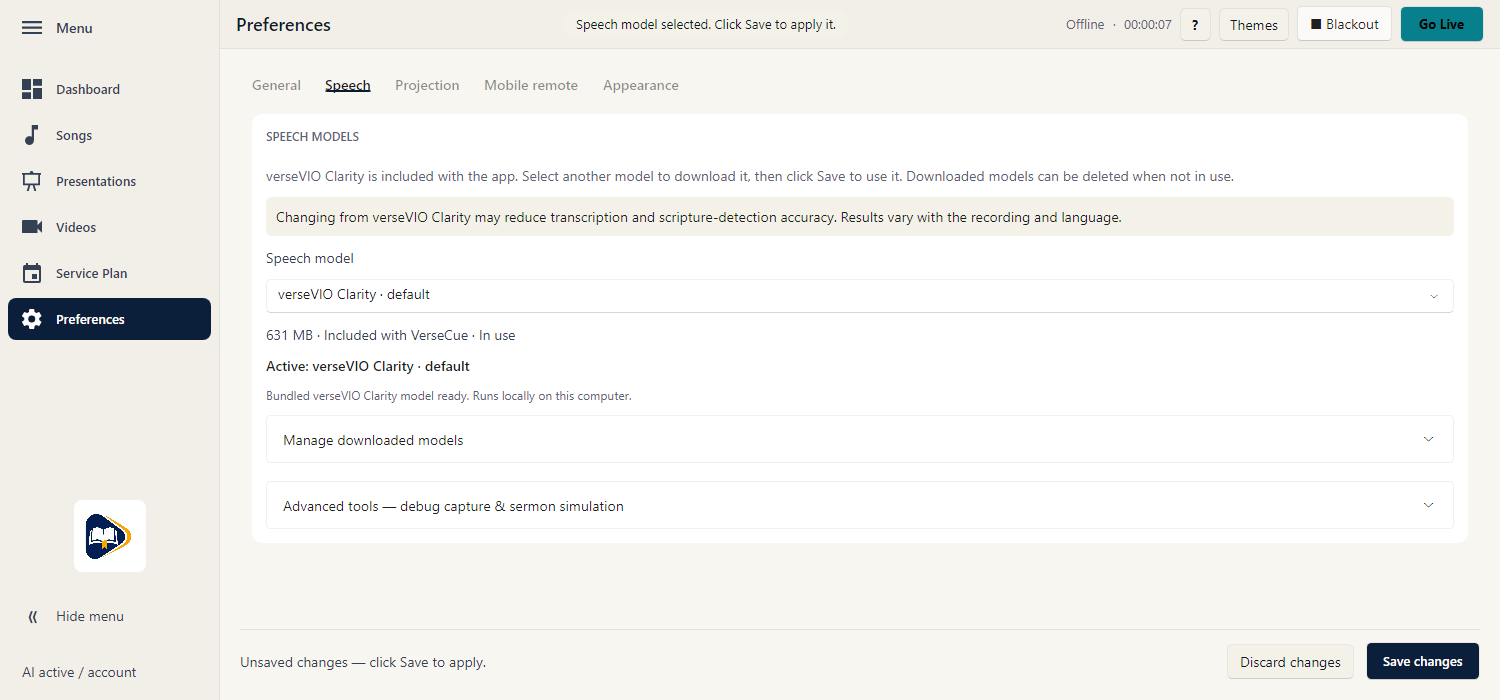 Menu
Dashboard
Songs
Presentations
Videos
Service Plan
Preferences
Hide menu
AI active / account
Preferences
Speech model selected. Click Save to apply it.
Offline · 00:00:07
?
Themes
Blackout
Go Live
General
Speech
Projection
Mobile remote
Appearance
SPEECH MODELS
verseVIO Clarity is included with the app. Select another model to download it, then click Save to use it. Downloaded models can be deleted when not in use.
Changing from verseVIO Clarity may reduce transcription and scripture-detection accuracy. Results vary with the recording and language.
Speech model
verseVIO Clarity · default
631 MB · Included with VerseCue · In use
Active: verseVIO Clarity · default
Bundled verseVIO Clarity model ready. Runs locally on this computer.
Manage downloaded models
Advanced tools — debug capture & sermon simulation
Unsaved changes — click Save to apply.
Discard changes
Save changes